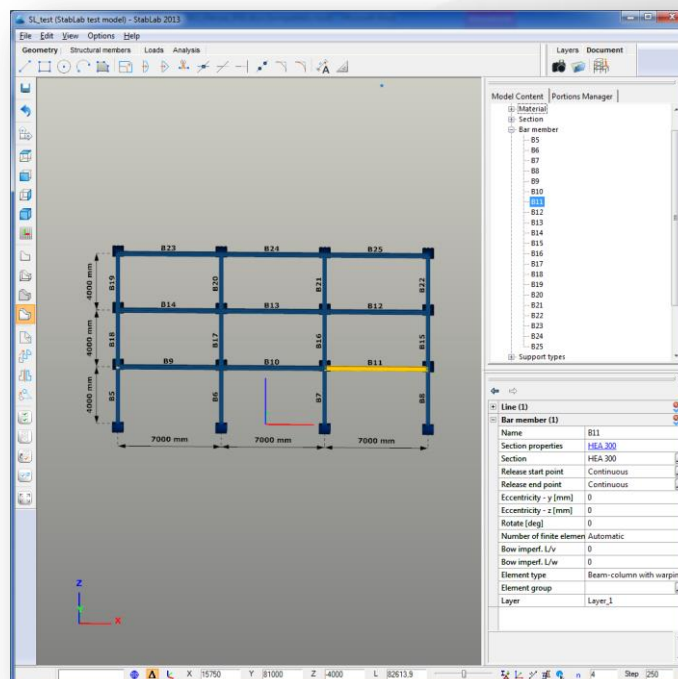 SL_test (StabLab test model) - StabLab 2013
File Edit View Options Window Help
Geometry Structural members Loads Analysis
Layers Document
Model Content Portions Manager
Material
Section
Bar member
B5
B6
B7
B8
B9
B10
B11
B12
B13
B14
B15
B16
B17
B18
B19
B20
B21
B22
B23
B24
B25
Support types
B23 B24 B25
4000 mm B19 B20 B21 B22
B14 B13 B12
4000 mm B18 B17 B16 B15
B9 B10 B11
4000 mm B5 B6 B7 B8
7000 mm 7000 mm 7000 mm
Line (1)
Bar member (1)
Name B11
Section properties HEA 300
Section HEA 300
Release start point Continuous
Release end point Continuous
Eccentricity - y [mm] 0
Eccentricity - z [mm] 0
Rotate [deg] 0
Number of finite elemen Automatic
Bow imperf. L/v 0
Bow imperf. L/w 0
Element type Beam-column with warpin
Element group
Layer Layer_1
Z
Y
X
X 15750 Y 81000 Z -4000 L 82613.9 n 4 Step 250